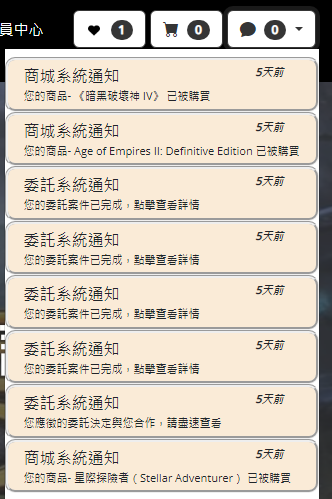 員中心 1 0 0
商城系統通知 5天前
您的商品- 《暗黑破壞神 IV》 已被購買
商城系統通知 5天前
您的商品- Age of Empires II: Definitive Edition 已被購買
委託系統通知 5天前
您的委託案件已完成，點擊查看詳情
委託系統通知 5天前
您的委託案件已完成，點擊查看詳情
委託系統通知 5天前
您的委託案件已完成，點擊查看詳情
委託系統通知 5天前
您的委託案件已完成，點擊查看詳情
委託系統通知 5天前
您應徵的委託決定與您合作，請盡速查看
商城系統通知 5天前
您的商品- 星際探險者（Stellar Adventurer） 已被購買